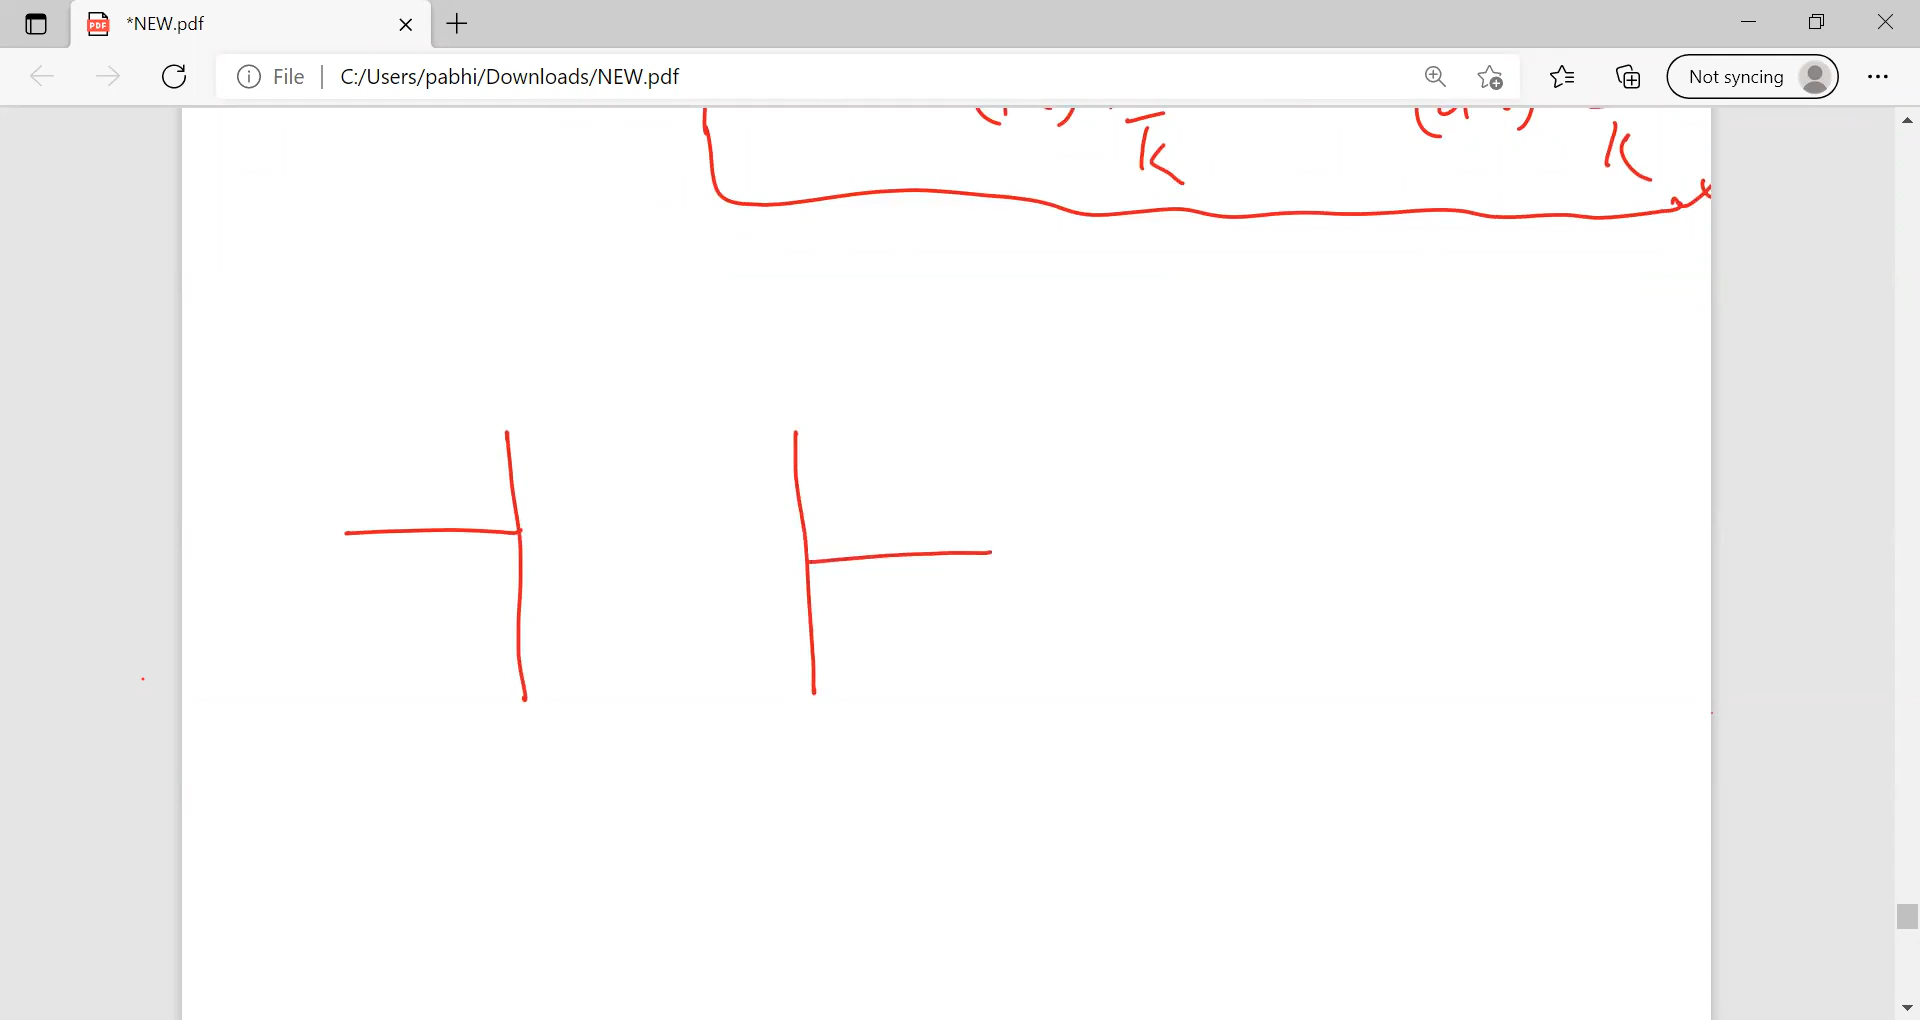 *NEW.pdf
File | C:/Users/pabhi/Downloads/NEW.pdf
Not syncing
K K